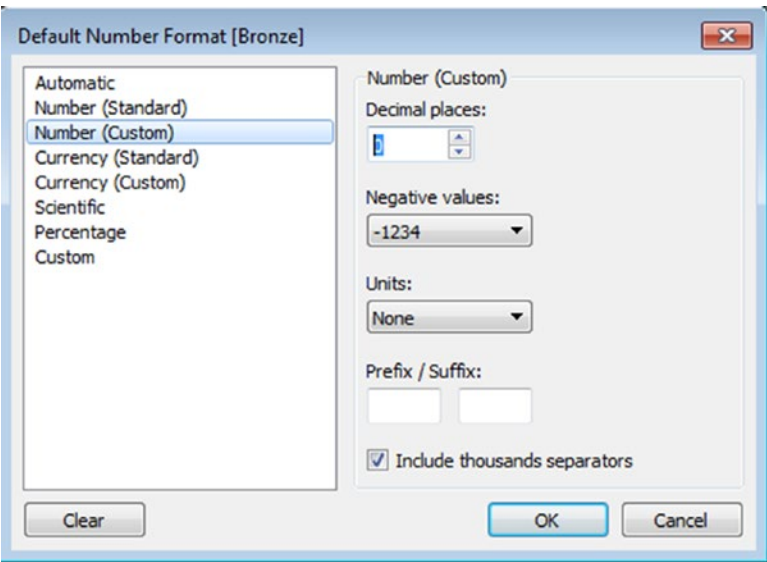 Default Number Format [Bronze]
Automatic
Number (Standard)
Number (Custom)
Currency (Standard)
Currency (Custom)
Scientific
Percentage
Custom
Number (Custom)
Decimal places:
0
Negative values:
-1234
Units:
None
Prefix / Suffix:
Include thousands separators
Clear
OK
Cancel